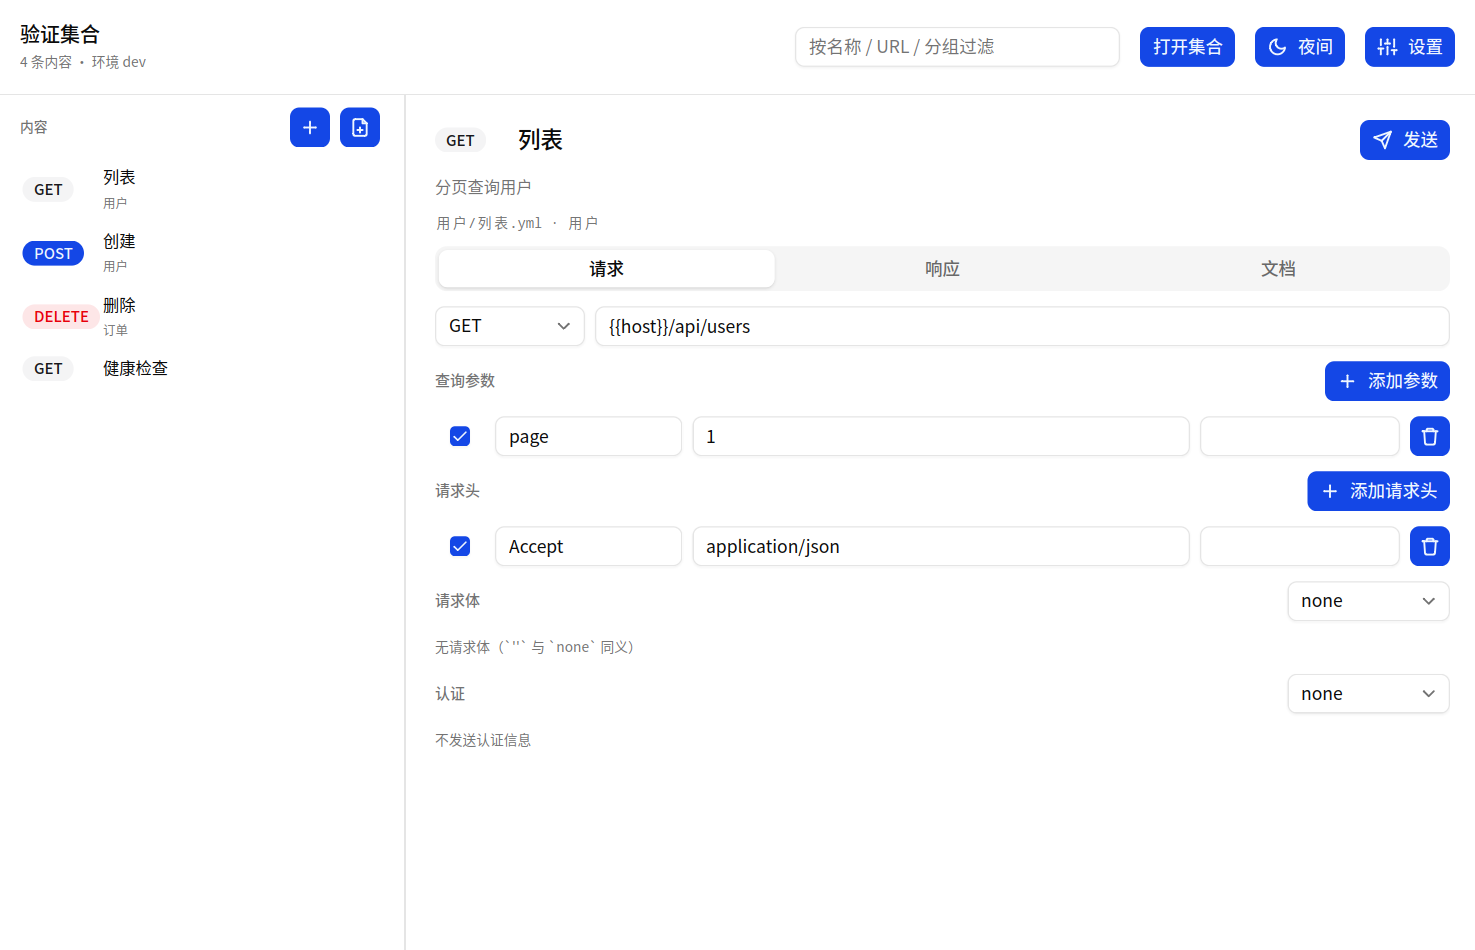 验证集合
4 条内容 · 环境 dev
按名称 / URL / 分组过滤
打开集合
夜间
设置
内容
GET 列表
用户
POST 创建
用户
DELETE 删除
订单
GET 健康检查
GET 列表
发送
分页查询用户
用户/列表.yml · 用户
请求 响应 文档
GET {{host}}/api/users
查询参数 添加参数
page 1
请求头 添加请求头
Accept application/json
请求体 none
无请求体（`''` 与 `none` 同义）
认证 none
不发送认证信息